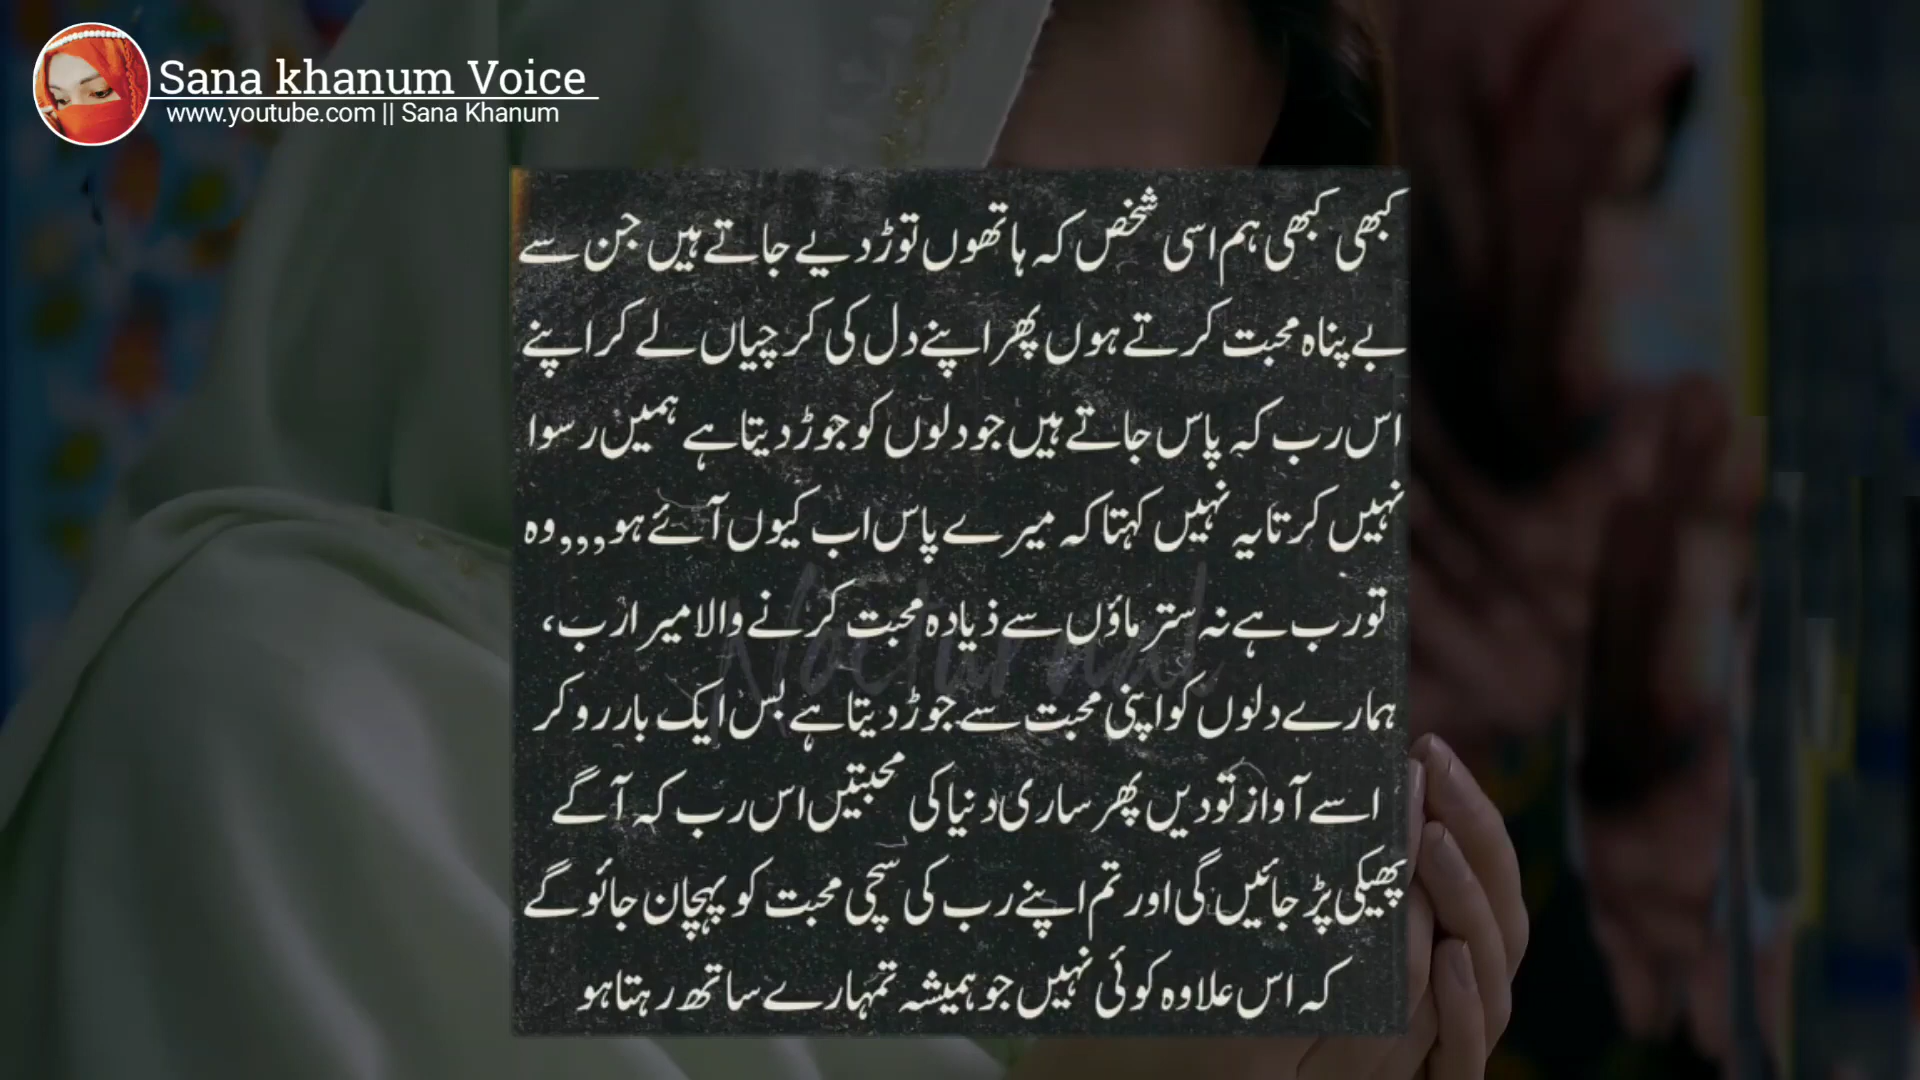 Sana khanum Voice
www.youtube.com || Sana Khanum
کبھی کبھی ہم اسی شخص کہ ہاتھوں توڑ دیے جاتے ہیں جن سے
بے پناہ محبت کرتے ہوں پھر اپنے دل کی کرچیاں لے کر اپنے
اس رب کہ پاس جاتے ہیں جو دلوں کو جوڑ دیتا ہے ہمیں رسوا
نہیں کرتا یہ نہیں کہتا کہ میرے پاس اب کیوں آئے ہو,,,وہ
تو رب ہے نہ ستر ماؤں سے ذیادہ محبت کرنے والا میرا رب،
ہمارے دلوں کو اپنی محبت سے جوڑ دیتا ہے بس ایک بار رو کر
اسے آواز تو دیں پھر ساری دنیا کی محبتیں اس رب کہ آگے
پھیکی پڑ جائیں گی اور تم اپنے رب کی سچی محبت کو پہچان جائو گے
کہ اس علاوہ کوئی نہیں جو ہمیشہ تمہارے ساتھ رہتا ہو
Nocturnal